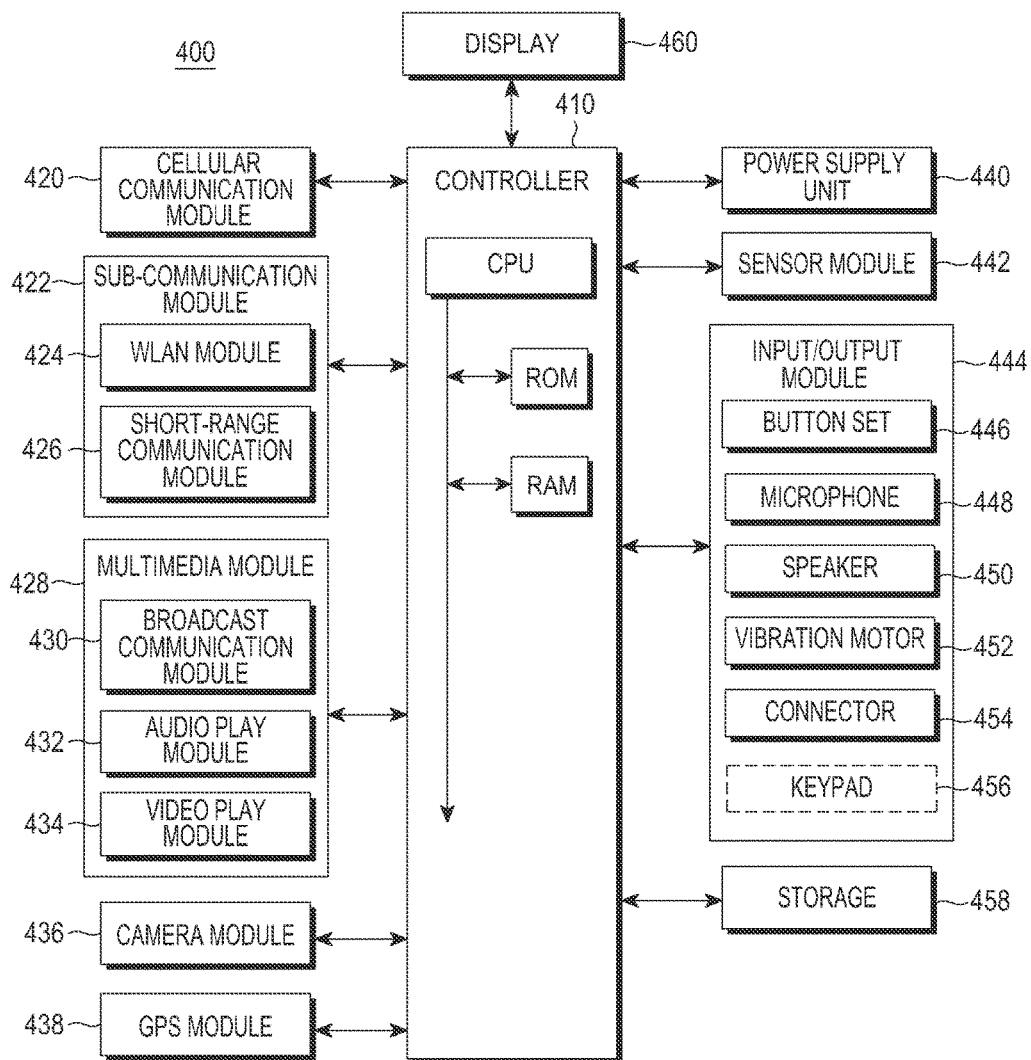 400
DISPLAY
460
410
CONTROLLER
CPU
ROM
RAM
420
CELLULAR
COMMUNICATION
MODULE
422
SUB-COMMUNICATION
MODULE
424
WLAN MODULE
426
SHORT-RANGE
COMMUNICATION
MODULE
428
MULTIMEDIA MODULE
430
BROADCAST
COMMUNICATION
MODULE
432
AUDIO PLAY
MODULE
434
VIDEO PLAY
MODULE
436
CAMERA MODULE
438
GPS MODULE
POWER SUPPLY
UNIT
440
SENSOR MODULE
442
INPUT/OUTPUT
MODULE
444
BUTTON SET
446
MICROPHONE
448
SPEAKER
450
VIBRATION MOTOR
452
CONNECTOR
454
KEYPAD
456
STORAGE
458